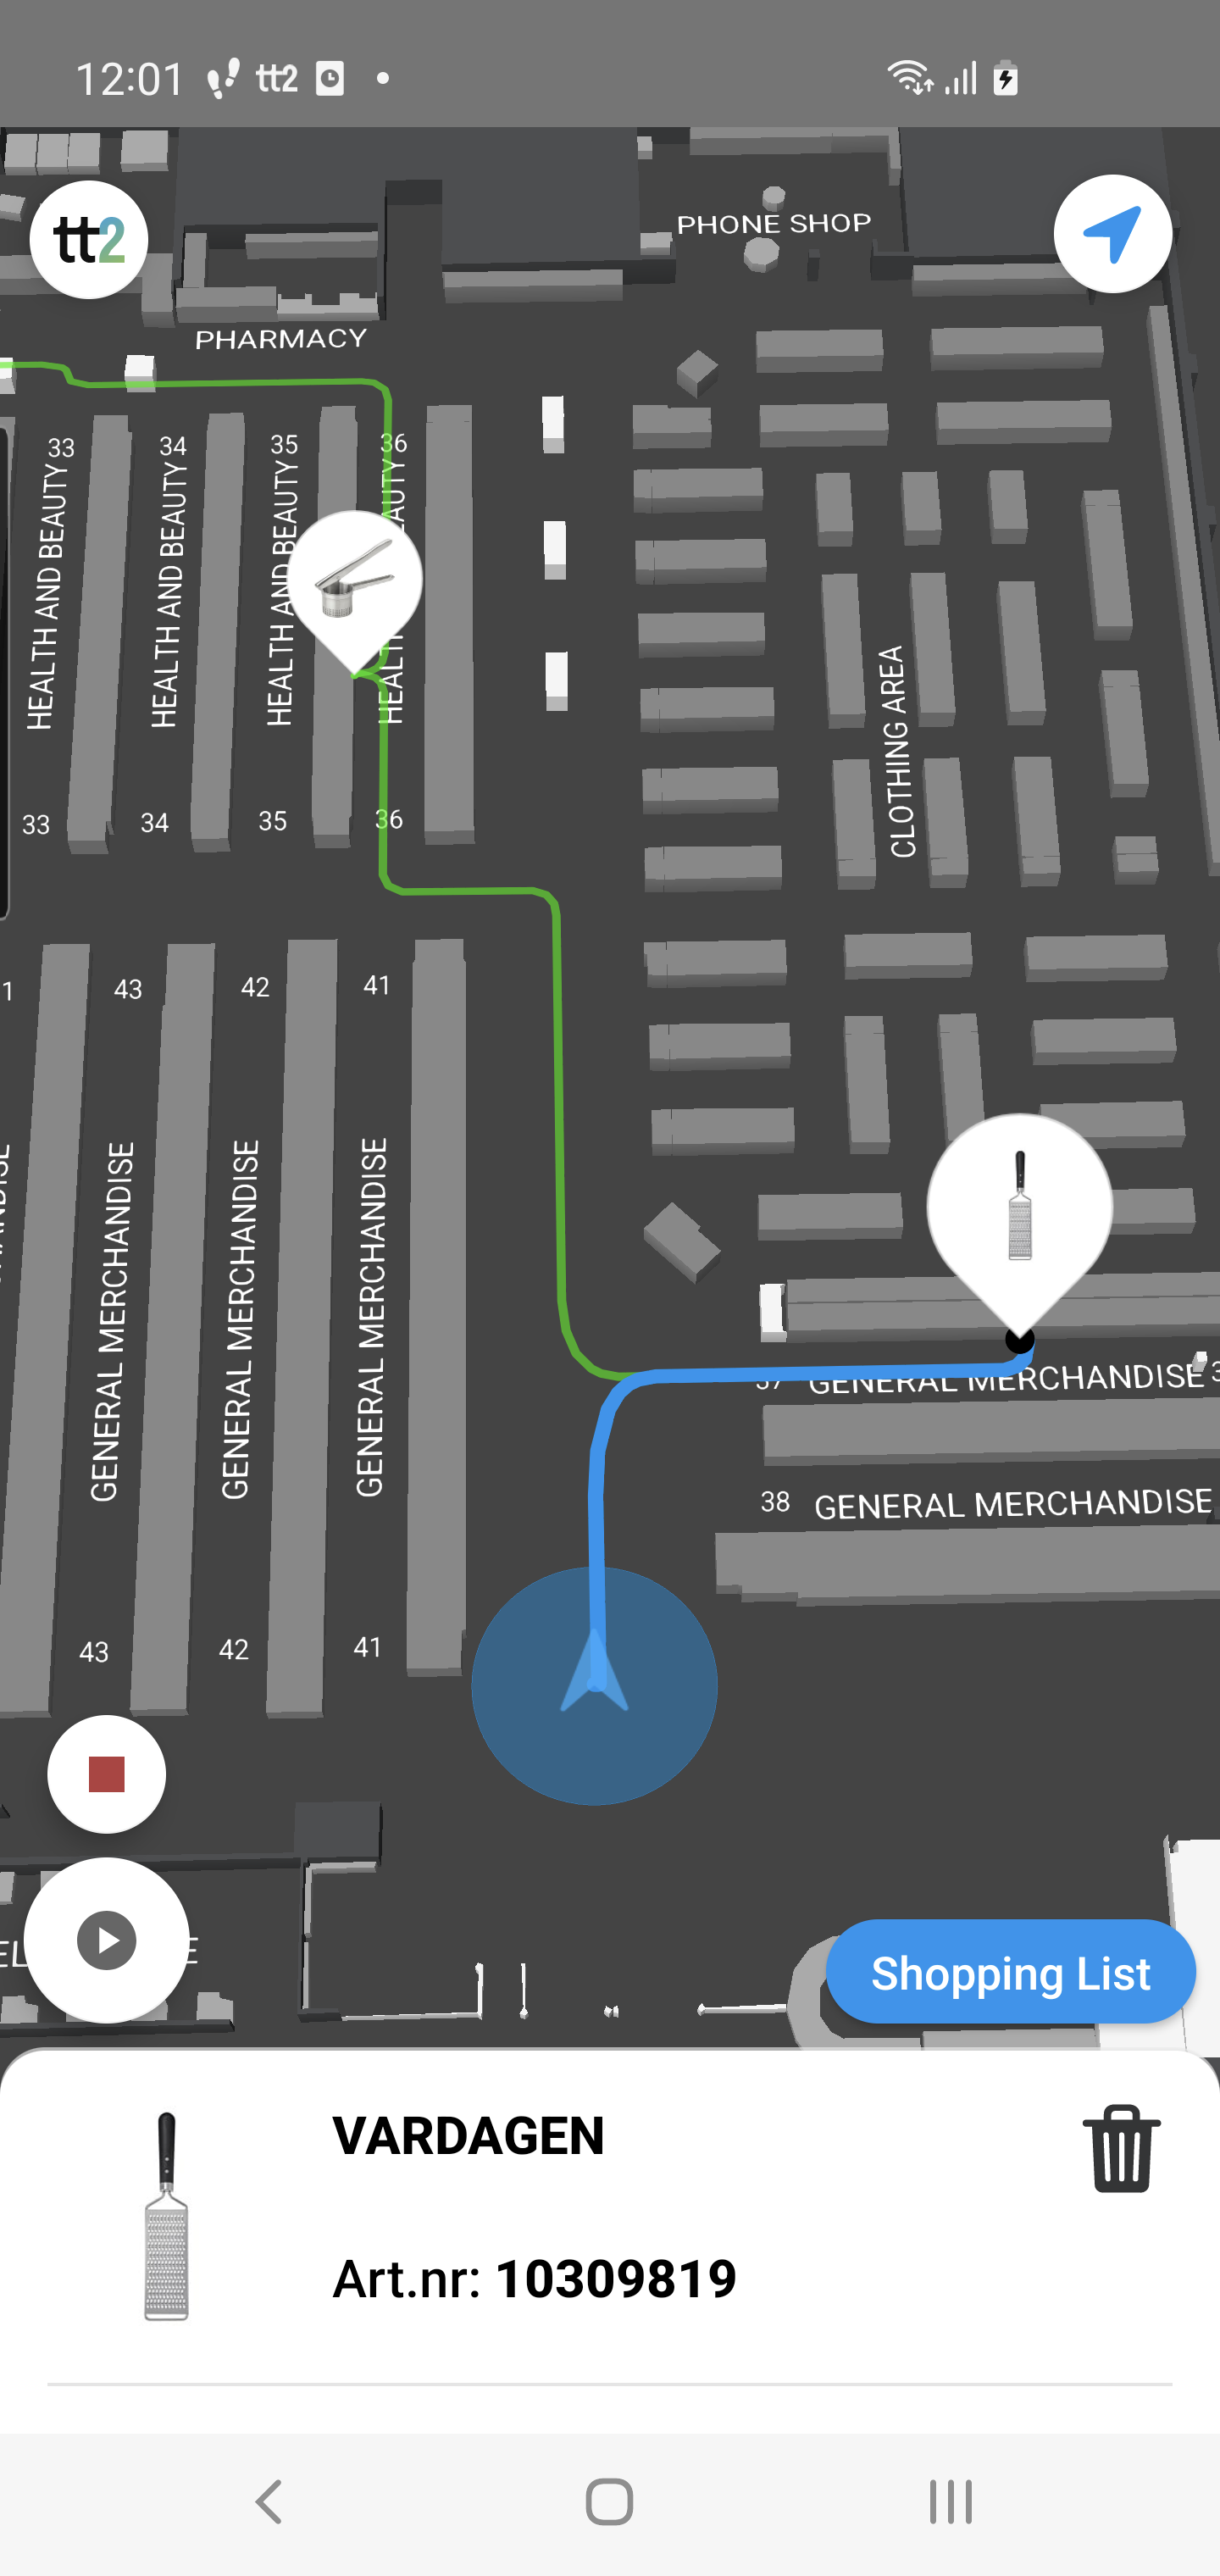 12:01 tt2
tt2
PHONE SHOP
PHARMACY
33 34 35 36
HEALTH AND BEAUTY
HEALTH AND BEAUTY
HEALTH AND BEAUTY
CLOTHING AREA
33 34 35 36
43 42 41
GENERAL MERCHANDISE
GENERAL MERCHANDISE
GENERAL MERCHANDISE
37 GENERAL MERCHANDISE
38 GENERAL MERCHANDISE
43 42 41
Shopping List
VARDAGEN
Art.nr: 10309819